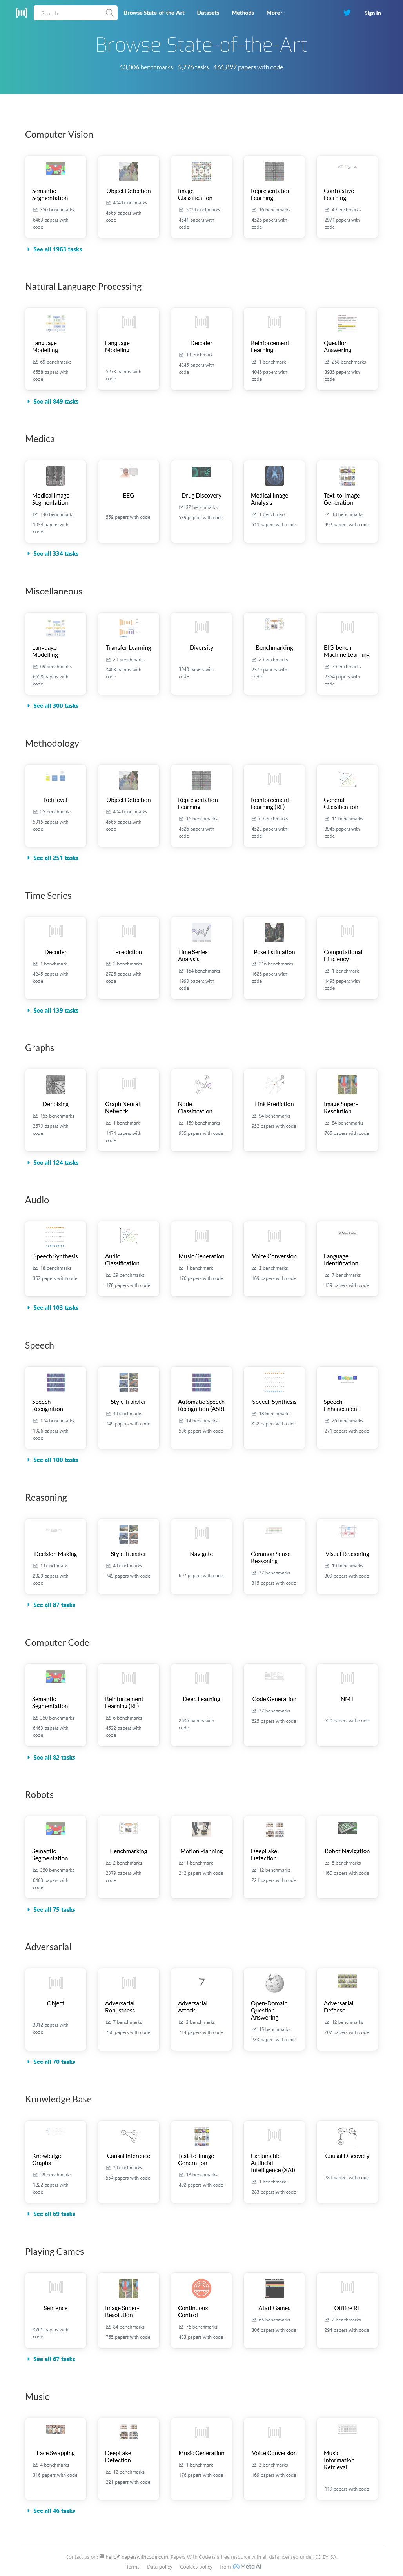 Search
Browse State-of-the-Art
Datasets
Methods
More
Sign In
Browse State-of-the-Art
13,006 benchmarks 5,776 tasks 161,897 papers with code
Computer Vision
Semantic
Segmentation
350 benchmarks
6463 papers with
code
Object Detection
404 benchmarks
4565 papers with
code
Image
Classification
503 benchmarks
4541 papers with
code
Representation
Learning
16 benchmarks
4528 papers with
code
Contrastive
Learning
4 benchmarks
2971 papers with
code
See all 1963 tasks
Natural Language Processing
Language
Modelling
69 benchmarks
6658 papers with
code
Language
Modeling
5273 papers with
code
Decoder
1 benchmark
4245 papers with
code
Reinforcement
Learning
1 benchmark
4046 papers with
code
Question
Answering
258 benchmarks
3935 papers with
code
See all 849 tasks
Medical
Medical Image
Segmentation
146 benchmarks
1034 papers with
code
EEG
559 papers with code
Drug Discovery
32 benchmarks
539 papers with code
Medical Image
Analysis
1 benchmark
511 papers with code
Text-to-Image
Generation
18 benchmarks
492 papers with code
See all 334 tasks
Miscellaneous
Language
Modelling
69 benchmarks
6658 papers with
code
Transfer Learning
21 benchmarks
3403 papers with
code
Diversity
3040 papers with
code
Benchmarking
2 benchmarks
2379 papers with
code
BIG-bench
Machine Learning
2 benchmarks
2354 papers with
code
See all 300 tasks
Methodology
Retrieval
25 benchmarks
5015 papers with
code
Object Detection
404 benchmarks
4565 papers with
code
Representation
Learning
16 benchmarks
4528 papers with
code
Reinforcement
Learning (RL)
6 benchmarks
4522 papers with
code
General
Classification
11 benchmarks
3945 papers with
code
See all 251 tasks
Time Series
Decoder
1 benchmark
4245 papers with
code
Prediction
2 benchmarks
2726 papers with
code
Time Series
Analysis
154 benchmarks
1990 papers with
code
Pose Estimation
216 benchmarks
1625 papers with
code
Computational
Efficiency
1 benchmark
1495 papers with
code
See all 139 tasks
Graphs
Denoising
155 benchmarks
2670 papers with
code
Graph Neural
Network
1 benchmark
1474 papers with
code
Node
Classification
139 benchmarks
955 papers with code
Link Prediction
94 benchmarks
952 papers with code
Image Super-
Resolution
84 benchmarks
765 papers with code
See all 124 tasks
Audio
Speech Synthesis
18 benchmarks
352 papers with code
Audio
Classification
29 benchmarks
178 papers with code
Music Generation
1 benchmark
176 papers with code
Voice Conversion
3 benchmarks
169 papers with code
Language
Identification
7 benchmarks
139 papers with code
See all 103 tasks
Speech
Speech
Recognition
174 benchmarks
1326 papers with
code
Style Transfer
4 benchmarks
749 papers with code
Automatic Speech
Recognition (ASR)
14 benchmarks
596 papers with code
Speech Synthesis
18 benchmarks
352 papers with code
Speech
Enhancement
28 benchmarks
271 papers with code
See all 100 tasks
Reasoning
Decision Making
1 benchmark
2829 papers with
code
Style Transfer
4 benchmarks
749 papers with code
Navigate
607 papers with code
Common Sense
Reasoning
37 benchmarks
315 papers with code
Visual Reasoning
19 benchmarks
309 papers with code
See all 87 tasks
Computer Code
Semantic
Segmentation
350 benchmarks
6463 papers with
code
Reinforcement
Learning (RL)
6 benchmarks
4522 papers with
code
Deep Learning
2636 papers with
code
Code Generation
37 benchmarks
625 papers with code
NMT
520 papers with code
See all 82 tasks
Robots
Semantic
Segmentation
350 benchmarks
6463 papers with
code
Benchmarking
2 benchmarks
2379 papers with
code
Motion Planning
1 benchmark
242 papers with code
DeepFake
Detection
12 benchmarks
221 papers with code
Robot Navigation
5 benchmarks
160 papers with code
See all 75 tasks
Adversarial
Object
3912 papers with
code
Adversarial
Robustness
7 benchmarks
760 papers with code
Adversarial
Attack
3 benchmarks
714 papers with code
Open-Domain
Question
Answering
15 benchmarks
233 papers with code
Adversarial
Defense
12 benchmarks
207 papers with code
See all 70 tasks
Knowledge Base
Knowledge
Graphs
59 benchmarks
1222 papers with
code
Causal Inference
3 benchmarks
554 papers with code
Text-to-Image
Generation
18 benchmarks
492 papers with code
Explainable
Artificial
Intelligence (XAI)
1 benchmark
283 papers with code
Causal Discovery
281 papers with code
See all 69 tasks
Playing Games
Sentence
3761 papers with
code
Image Super-
Resolution
84 benchmarks
765 papers with code
Continuous
Control
76 benchmarks
483 papers with code
Atari Games
65 benchmarks
306 papers with code
Offline RL
2 benchmarks
294 papers with code
See all 67 tasks
Music
Face Swapping
4 benchmarks
316 papers with code
DeepFake
Detection
12 benchmarks
221 papers with code
Music Generation
1 benchmark
176 papers with code
Voice Conversion
3 benchmarks
169 papers with code
Music
Information
Retrieval
119 papers with code
See all 46 tasks
Contact us on: hello@paperswithcode.com. Papers With Code is a free resource with all data licensed under CC-BY-SA.
Terms Data policy Cookies policy from Meta AI